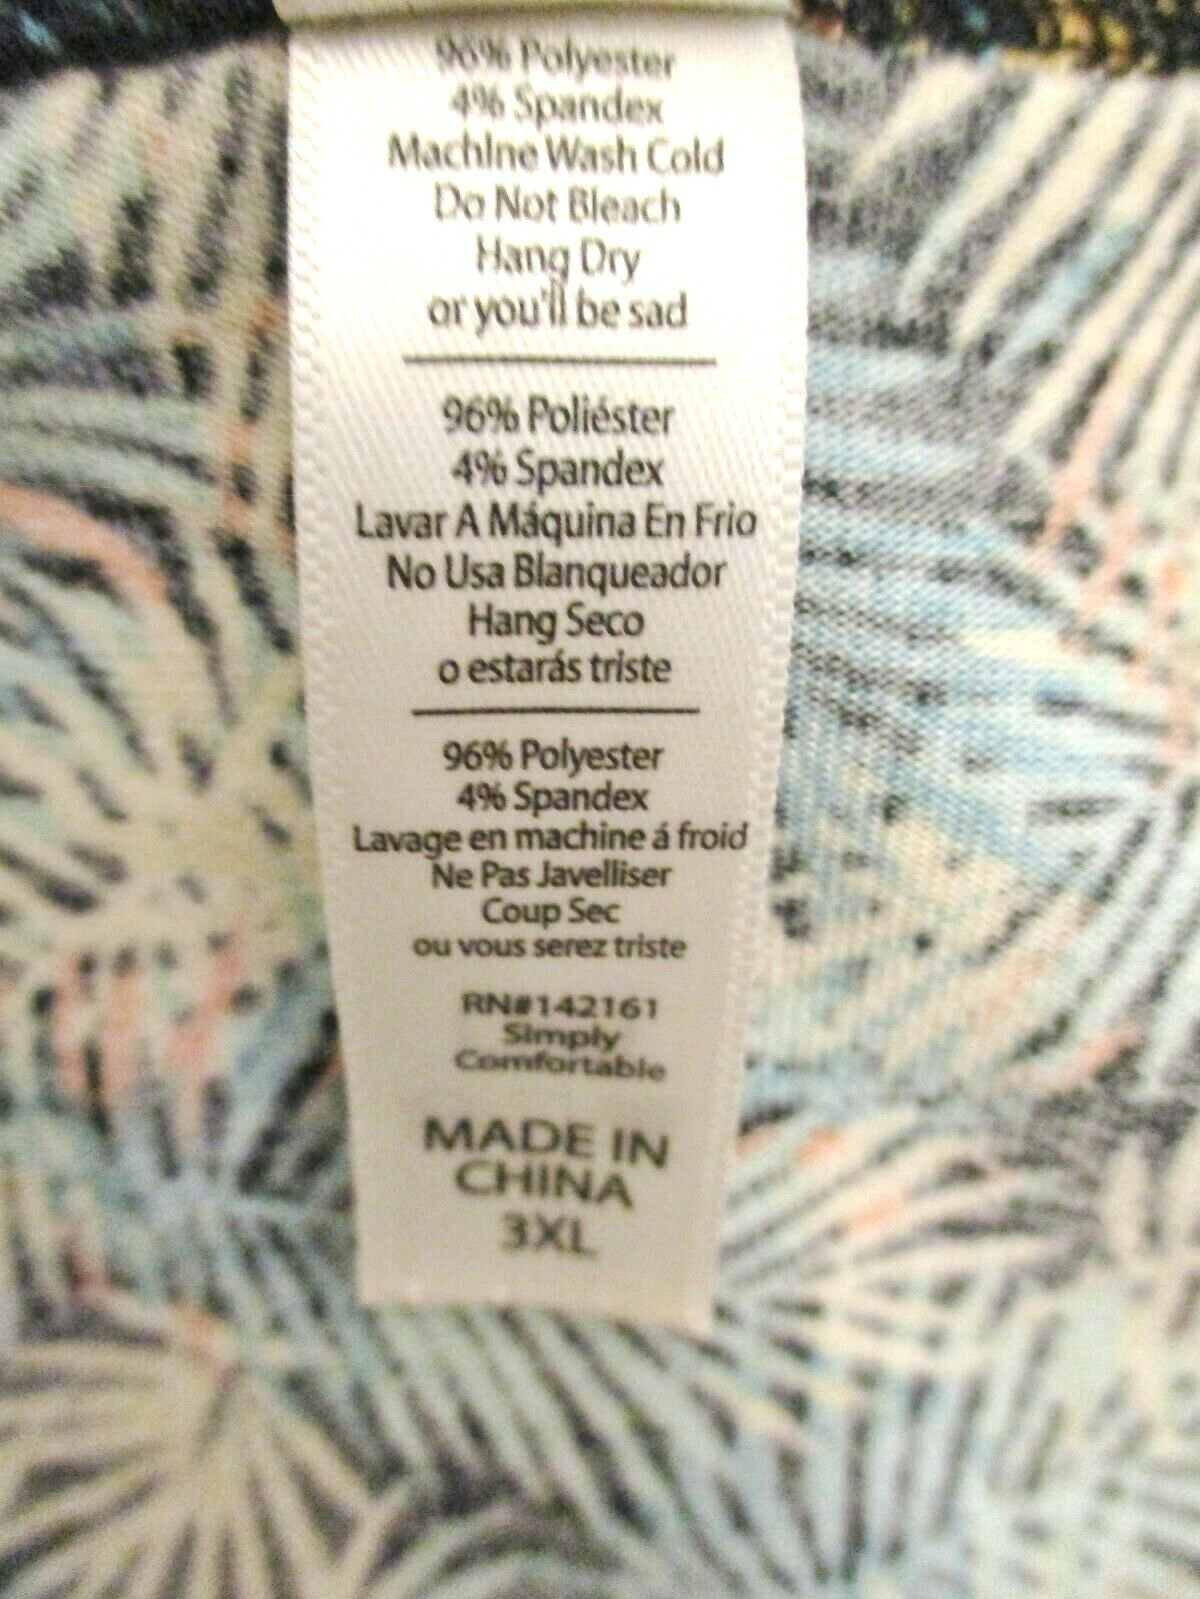 96% Polyester
4% Spandex
Machine Wash Cold
Do Not Bleach
Hang Dry
or you'll be sad
96% Poliéster
4% Spandex
Lavar A Máquina En Frio
No Usa Blanqueador
Hang Seco
o estarás triste
96% Polyester
4% Spandex
Lavage en machine á froid
Ne Pas Javelliser
Coup Sec
ou vous serez triste
RN#142161
Simply
Comfortable
MADE IN
CHINA
3XL